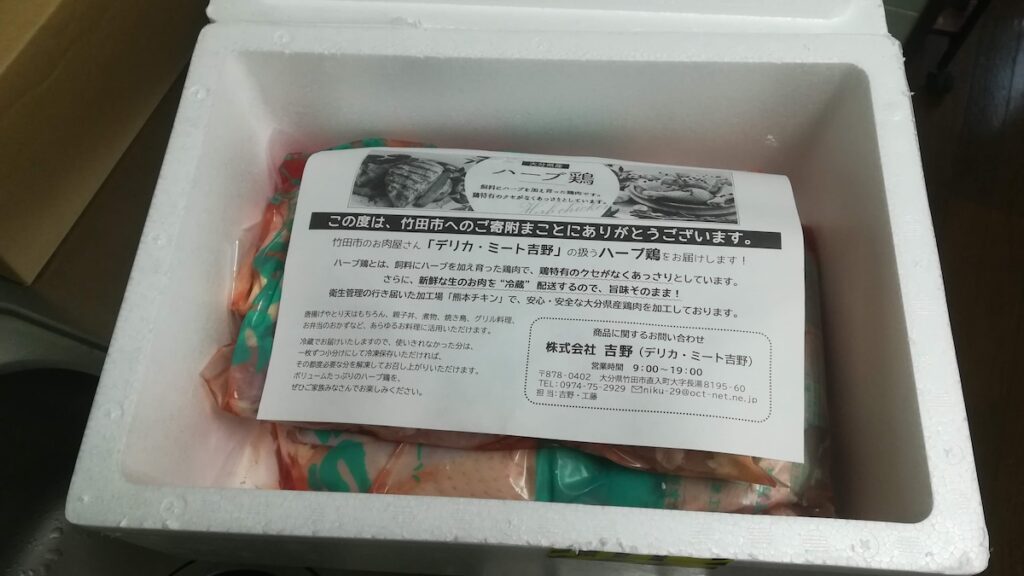 大分県産
ハーブ鶏
飼料にハーブを加え育った鶏肉です。
鶏特有のクセがなくあっさりとしています。
この度は、竹田市へのご寄附まことにありがとうございます。
竹田市のお肉屋さん「デリカ・ミート吉野」の扱うハーブ鶏をお届けします！
ハーブ鶏とは、飼料にハーブを加え育った鶏肉で、鶏特有のクセがなくあっさりとしています。
さらに、新鮮な生のお肉を“冷蔵”配送するので、旨味そのまま！
衛生管理の行き届いた加工場「熊本チキン」で、安心・安全な大分県産鶏肉を加工しております。
唐揚げやとり天はもちろん、親子丼、煮物、焼き鳥、グリル料理、
お弁当のおかずなど、あらゆるお料理に活用いただけます。
冷蔵でお届けいたしますので、使いきれなかった分は、
一枚ずつ小分けにして冷凍保存いただければ、
その都度必要な分を解凍してお召し上がりいただけます。
ボリュームたっぷりのハーブ鶏を、
ぜひご家族みなさんでお楽しみください。
商品に関するお問い合わせ
株式会社 吉野（デリカ・ミート吉野）
営業時間 9：00～19：00
〒878-0402 大分県竹田市直入町大字長湯8195-60
TEL：0974-75-2929 niku-29@oct-net.ne.jp
担当：吉野・工藤